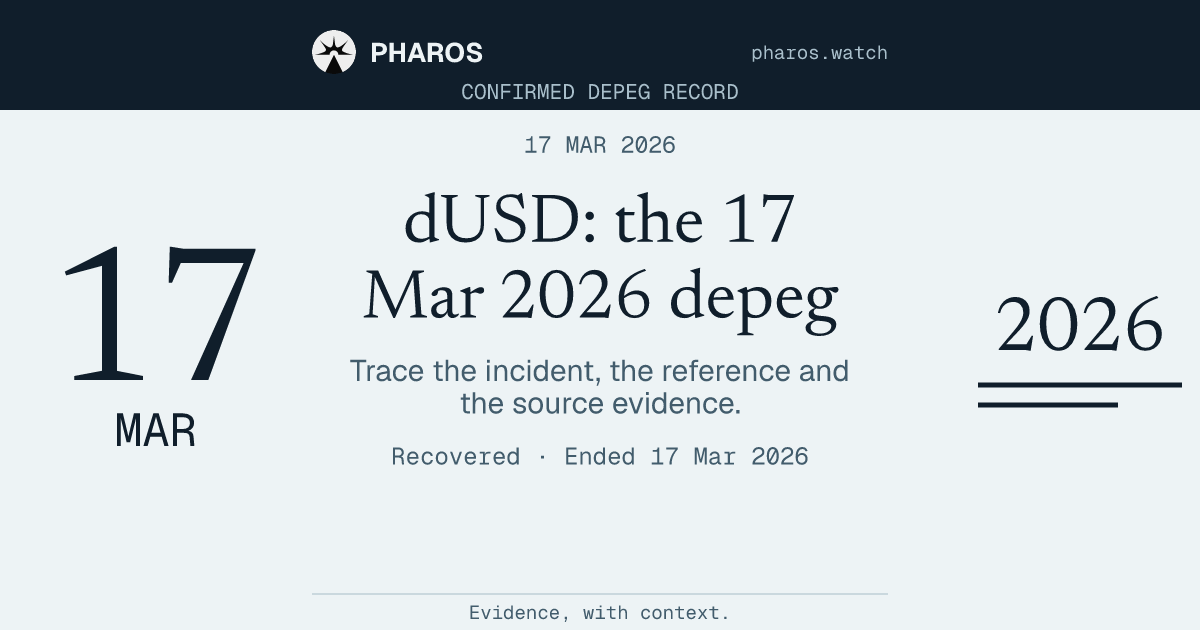 PHAROS
pharos.watch
CONFIRMED DEPEG RECORD
17 MAR 2026
dUSD: the 17
Mar 2026 depeg
Trace the incident, the reference and
the source evidence.
Recovered · Ended 17 Mar 2026
17
MAR
2026
Evidence, with context.